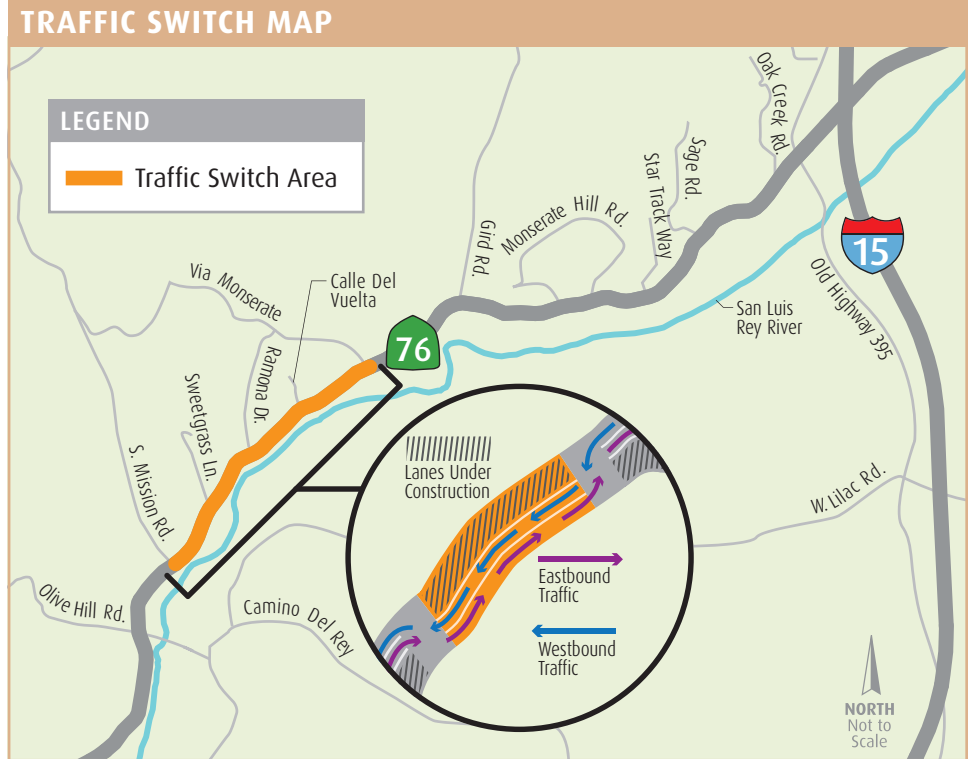 TRAFFIC SWITCH MAP
LEGEND
Traffic Switch Area
Oak Creek Rd.
Sage Rd.
Star Track Way
Monserate Hill Rd.
Gird Rd.
15
Old Highway 395
San Luis
Rey River
Via Monserate
Calle Del
Vuelta
76
Ramona Dr.
Sweetgrass Ln.
S. Mission Rd.
Olive Hill Rd.
Camino Del Rey
W. Lilac Rd.
Lanes Under
Construction
Eastbound
Traffic
Westbound
Traffic
NORTH
Not to
Scale